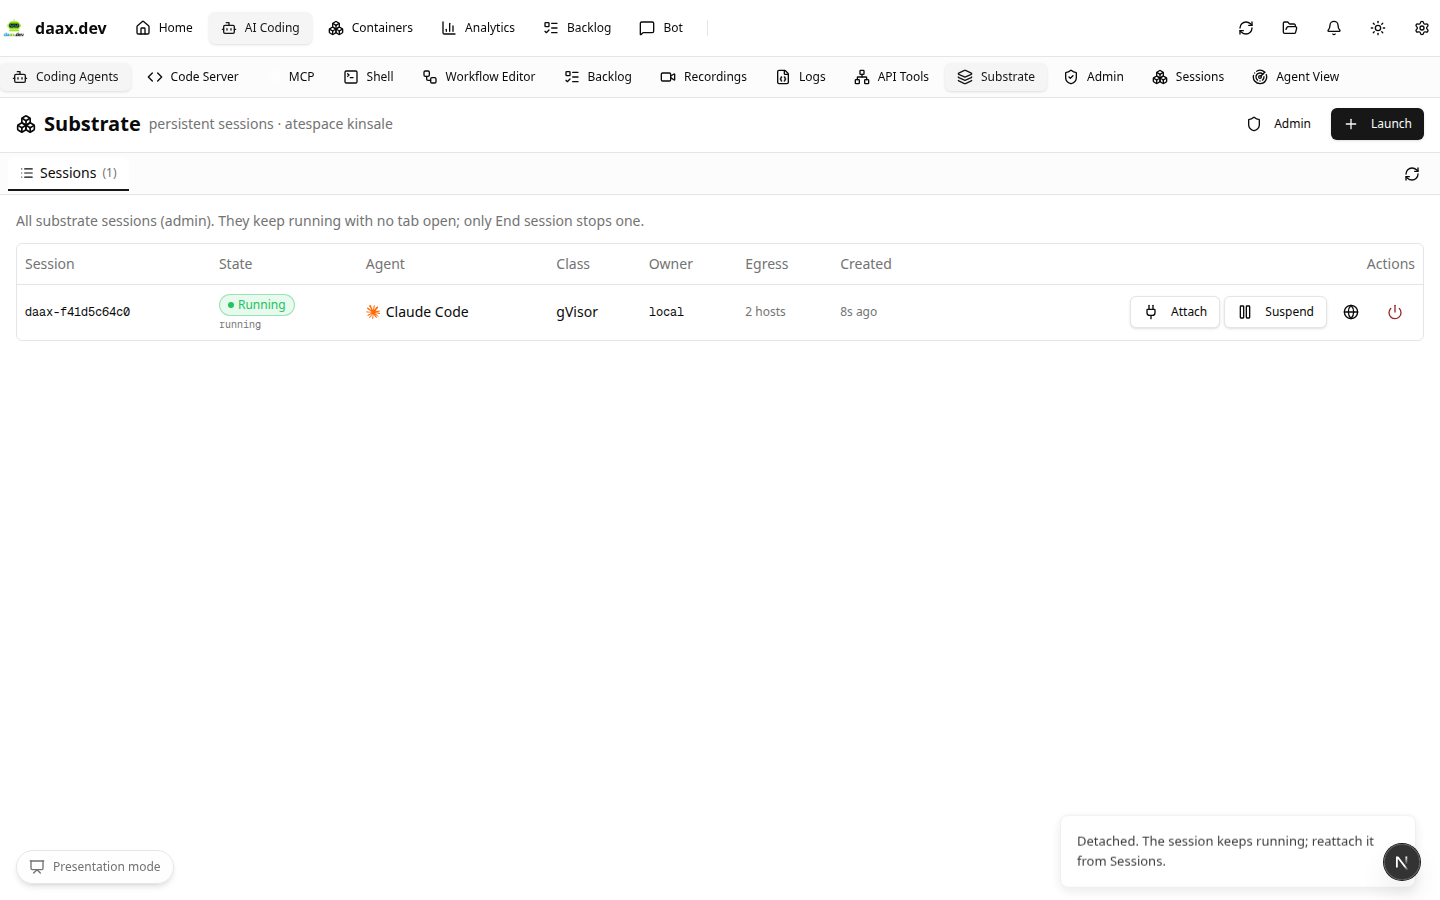 daax.dev Home AI Coding Containers Analytics Backlog Bot
Coding Agents Code Server MCP Shell Workflow Editor Backlog Recordings Logs API Tools Substrate Admin Sessions Agent View
Substrate persistent sessions · atespace kinsale Admin Launch
Sessions (1)
All substrate sessions (admin). They keep running with no tab open; only End session stops one.
Session State Agent Class Owner Egress Created Actions
daax-f41d5c64c0 Running Claude Code gVisor local 2 hosts 8s ago Attach Suspend
running
Detached. The session keeps running; reattach it
from Sessions.
Presentation mode
N